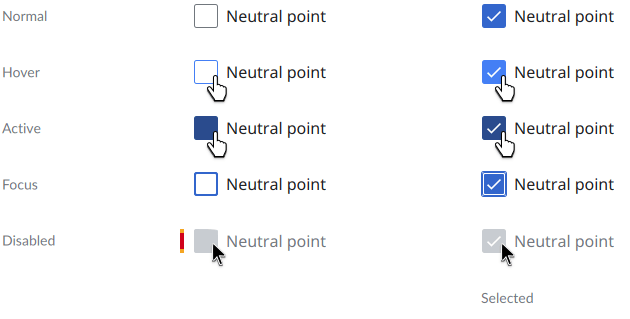 Normal Neutral point Neutral point
Hover Neutral point Neutral point
Active Neutral point Neutral point
Focus Neutral point Neutral point
Disabled Neutral point Neutral point
Selected